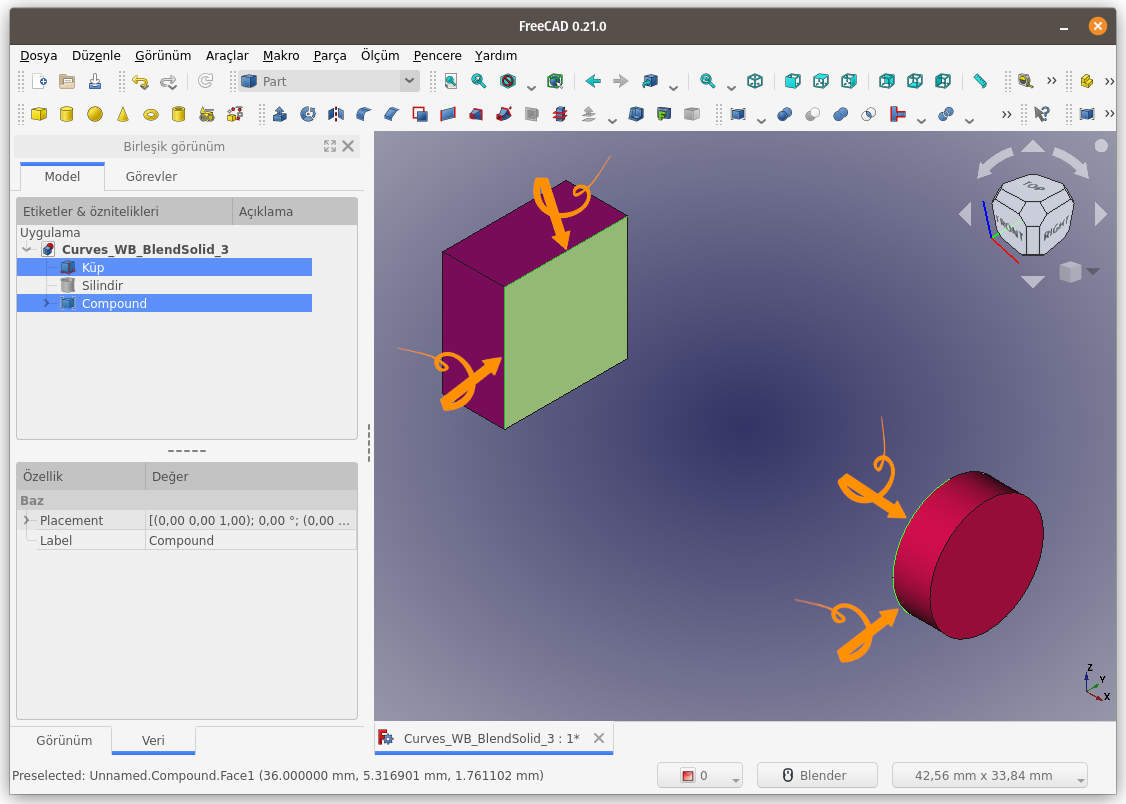 FreeCAD 0.21.0
Dosya Düzenle Görünüm Araçlar Makro Parça Ölçüm Pencere Yardım
Part
Birleşik görünüm
Model Görevler
Etiketler & öznitelikleri Açıklama
Uygulama
Curves_WB_BlendSolid_3
Küp
Silindir
Compound
TOP
FRONT RIGHT
Özellik Değer
Baz
Placement [(0,00 0,00 1,00); 0,00 °; (0,00 ...
Label Compound
Z
Y
X
Görünüm Veri
Curves_WB_BlendSolid_3 : 1*
Preselected: Unnamed.Compound.Face1 (36.000000 mm, 5.316901 mm, 1.761102 mm)
0 Blender 42,56 mm x 33,84 mm